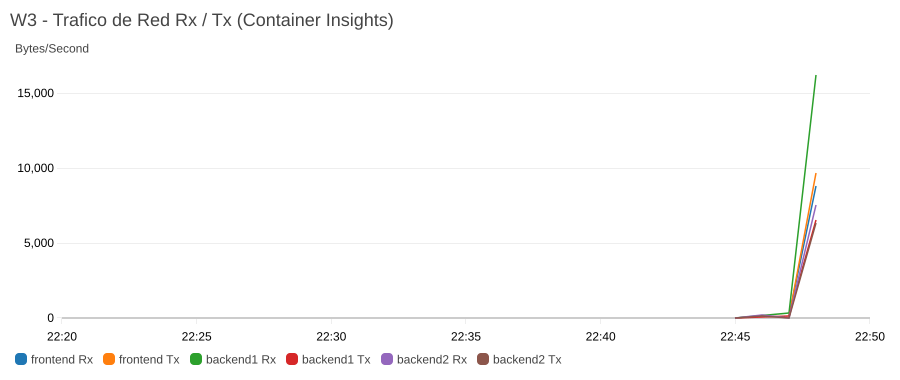 W3 - Trafico de Red Rx / Tx (Container Insights)
Bytes/Second
15,000
10,000
5,000
0
22:20 22:25 22:30 22:35 22:40 22:45 22:50
frontend Rx frontend Tx backend1 Rx backend1 Tx backend2 Rx backend2 Tx